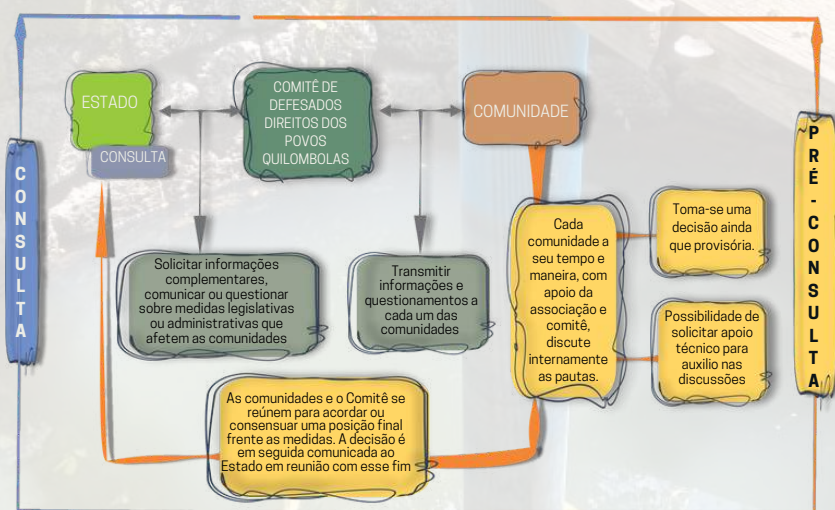 ESTADO
CONSULTA
COMITÊ DE
DEFESADOS
DIREITOS DOS
POVOS
QUILOMBOLAS
COMUNIDADE
CONSULTA
PRÉ-CONSULTA
Solicitar informações
complementares,
comunicar ou questionar
sobre medidas legislativas
ou administrativas que
afetem as comunidades
Transmitir
informações e
questionamentos a
cada um das
comunidades
Cada
comunidade a
seu tempo e
maneira, com
apoio da
associação e
comitê,
discute
internamente
as pautas.
Toma-se uma
decisão ainda
que provisória.
Possibilidade de
solicitar apoio
técnico para
auxilio nas
discussões
As comunidades e o Comitê se
reúnem para acordar ou
consensuar uma posição final
frente as medidas. A decisão é
em seguida comunicada ao
Estado em reunião com esse fim